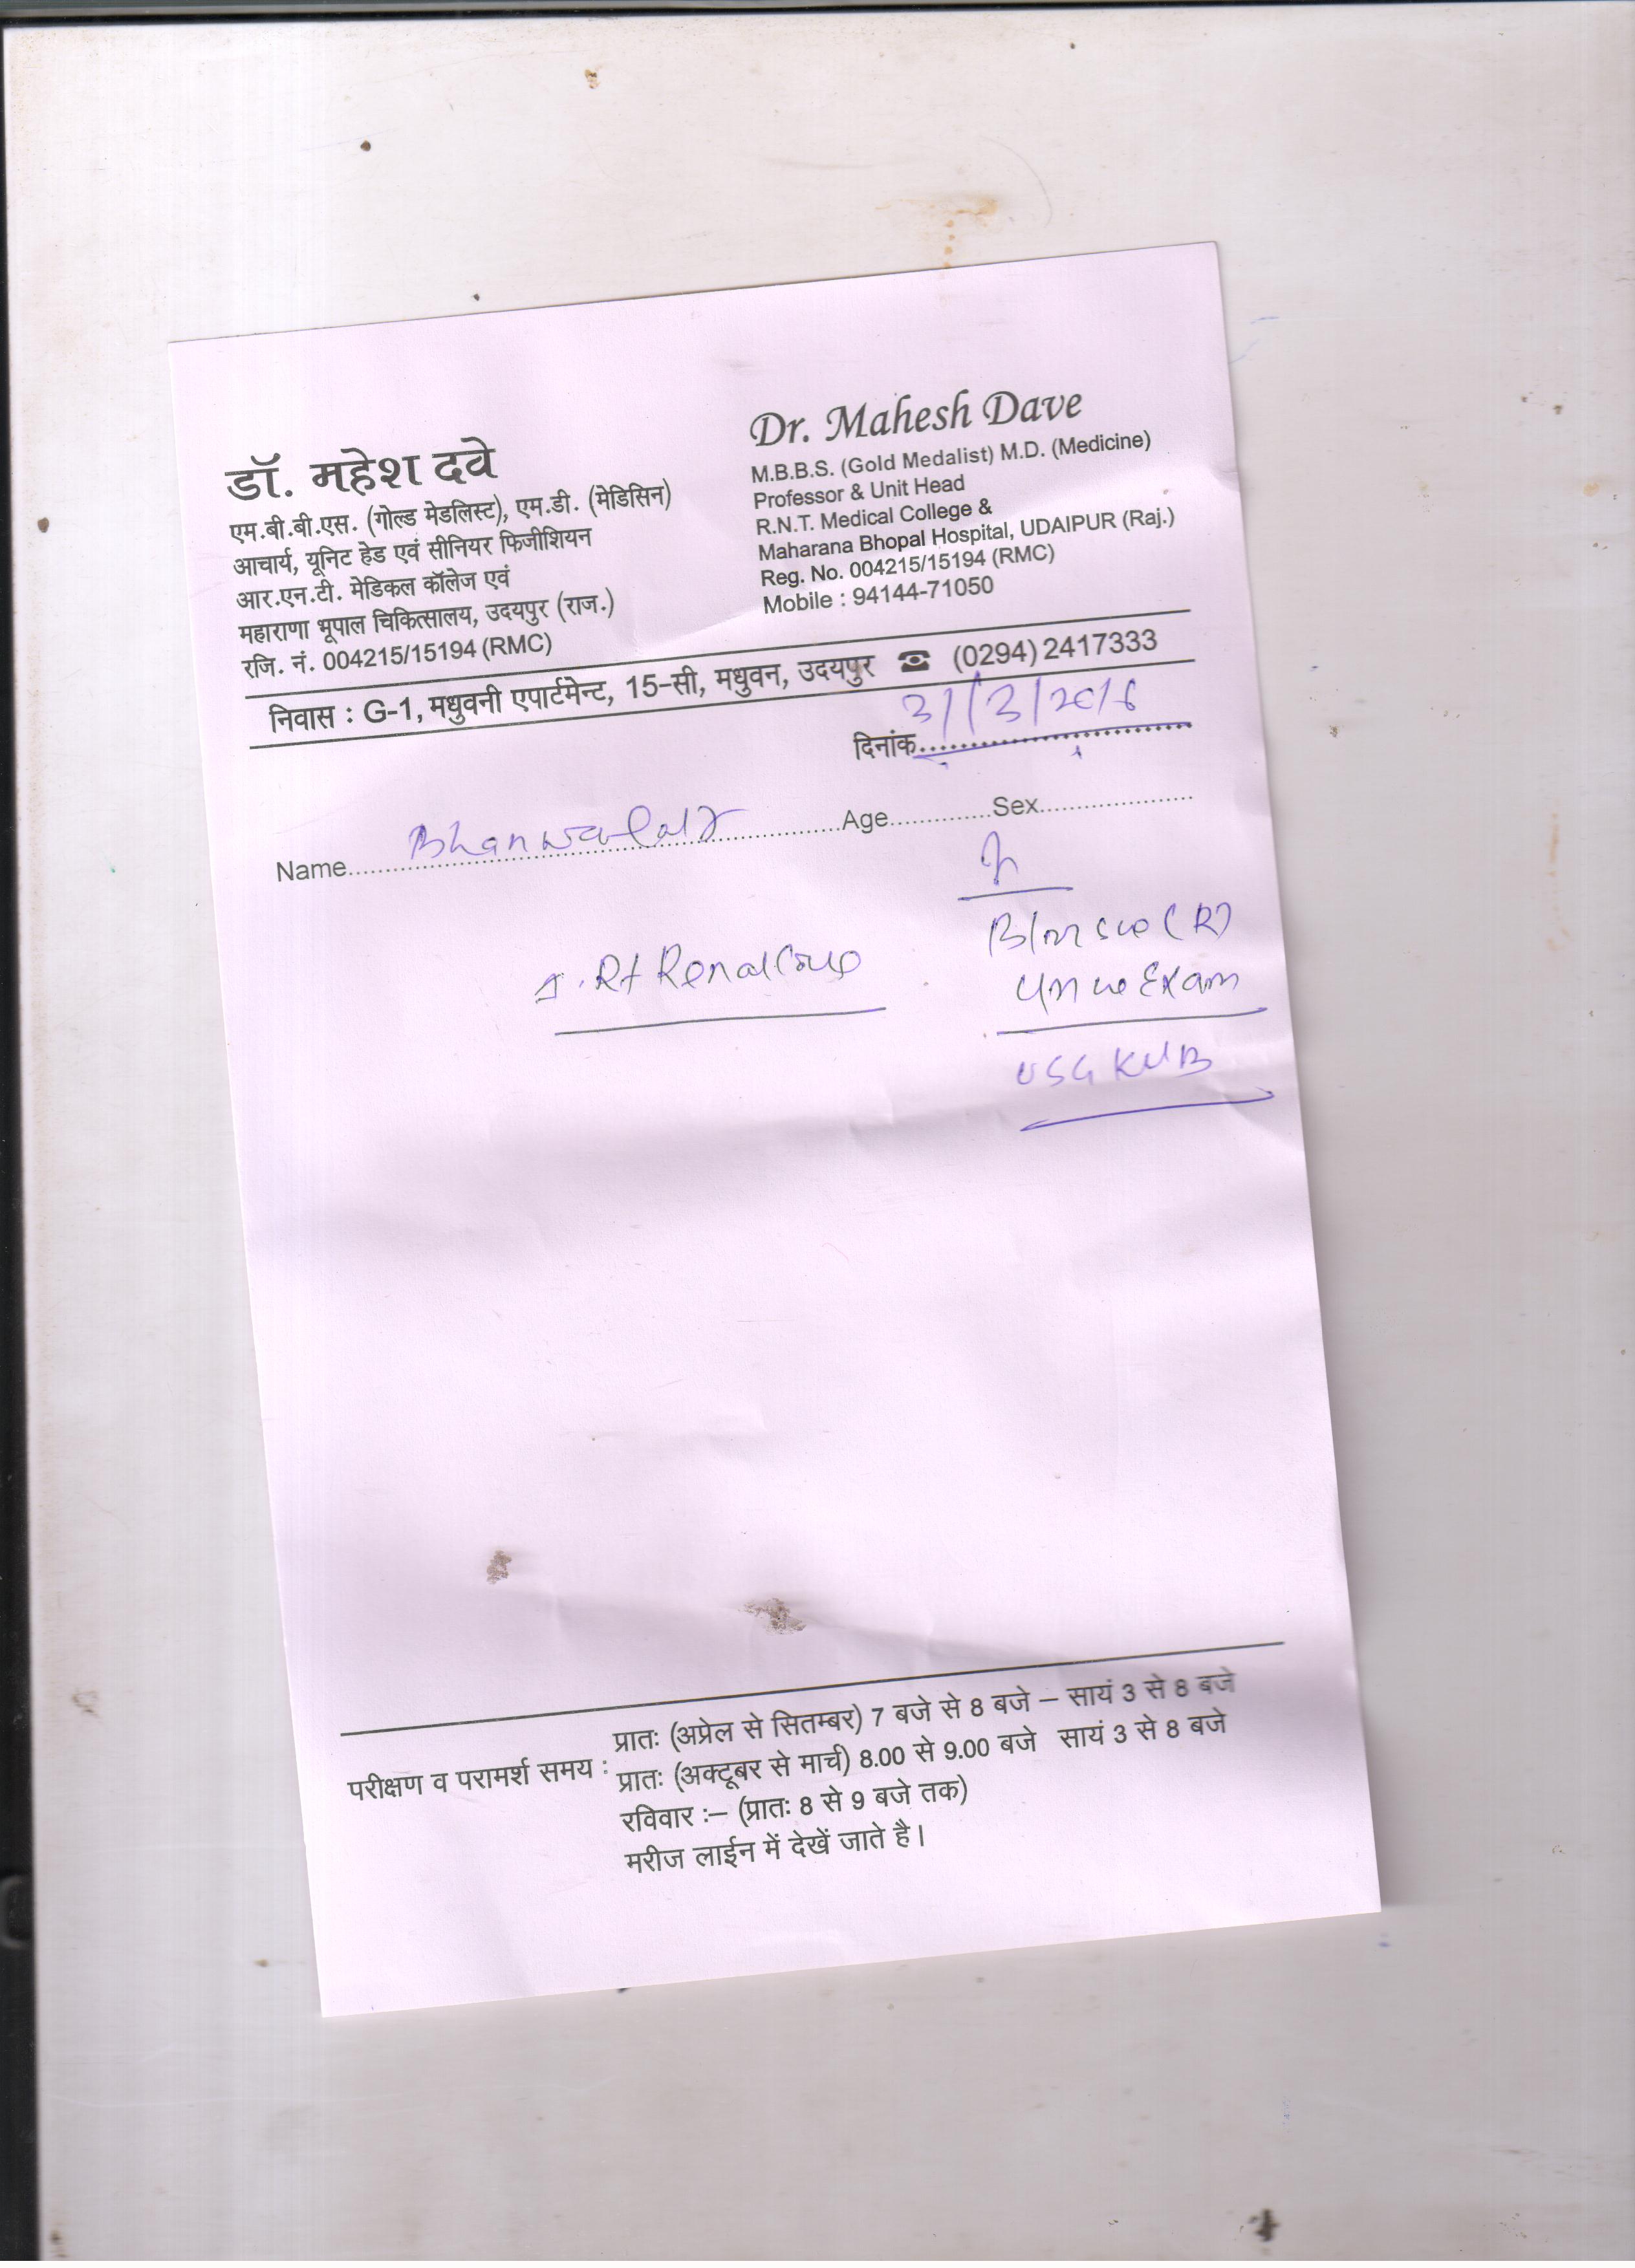 डॉ. महेश दवे
एम.बी.बी.एस. (गोल्ड मेडलिस्ट), एम.डी. (मेडिसिन)
आचार्य, यूनिट हेड एवं सीनियर फिजीशियन
आर.एन.टी. मेडिकल कॉलेज एवं
महाराणा भूपाल चिकित्सालय, उदयपुर (राज.)
रजि. नं. 004215/15194 (RMC)
Dr. Mahesh Dave
M.B.B.S. (Gold Medalist) M.D. (Medicine)
Professor & Unit Head
R.N.T. Medical College &
Maharana Bhopal Hospital, UDAIPUR (Raj.)
Reg. No. 004215/15194 (RMC)
Mobile : 94144-71050
निवास : G-1, मधुवनी एपार्टमेन्ट, 15-सी, मधुवन, उदयपुर ☎ (0294) 2417333
दिनांक 31/3/2016
Name Age Sex
Rt Renal
(R)
Urine Exam
USG KUB
परीक्षण व परामर्श समय :
प्रातः (अप्रेल से सितम्बर) 7 बजे से 8 बजे – सायं 3 से 8 बजे
प्रातः (अक्टूबर से मार्च) 8.00 से 9.00 बजे सायं 3 से 8 बजे
रविवार :– (प्रातः 8 से 9 बजे तक)
मरीज लाईन में देखें जाते है।